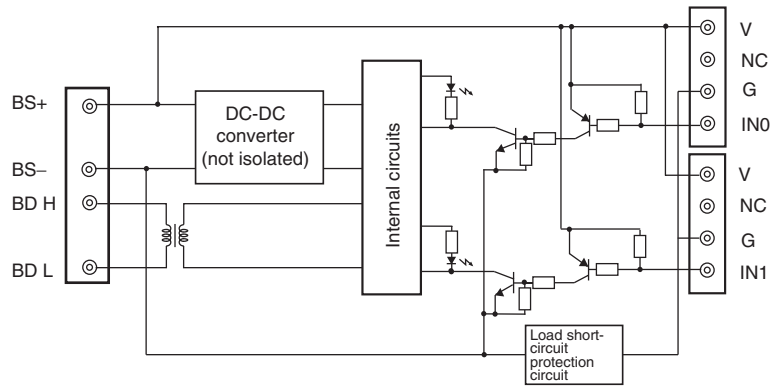 BS+
BS−
BD H
BD L
DC-DC
converter
(not isolated)
Internal circuits
V
NC
G
IN0
V
NC
G
IN1
Load short-
circuit
protection
circuit